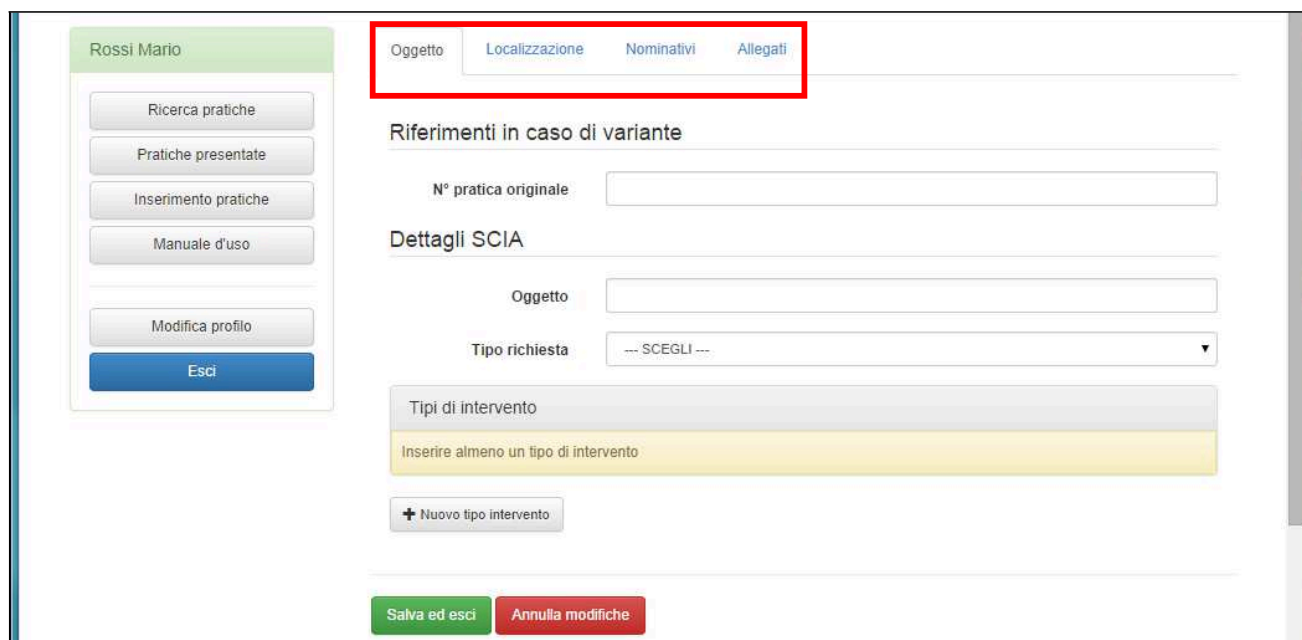 Rossi Mario
Ricerca pratiche
Pratiche presentate
Inserimento pratiche
Manuale d'uso
Modifica profilo
Esci
Oggetto Localizzazione Nominativi Allegati
Riferimenti in caso di variante
N° pratica originale
Dettagli SCIA
Oggetto
Tipo richiesta --- SCEGLI ---
Tipi di intervento
Inserire almeno un tipo di intervento
+ Nuovo tipo intervento
Salva ed esci Annulla modifiche